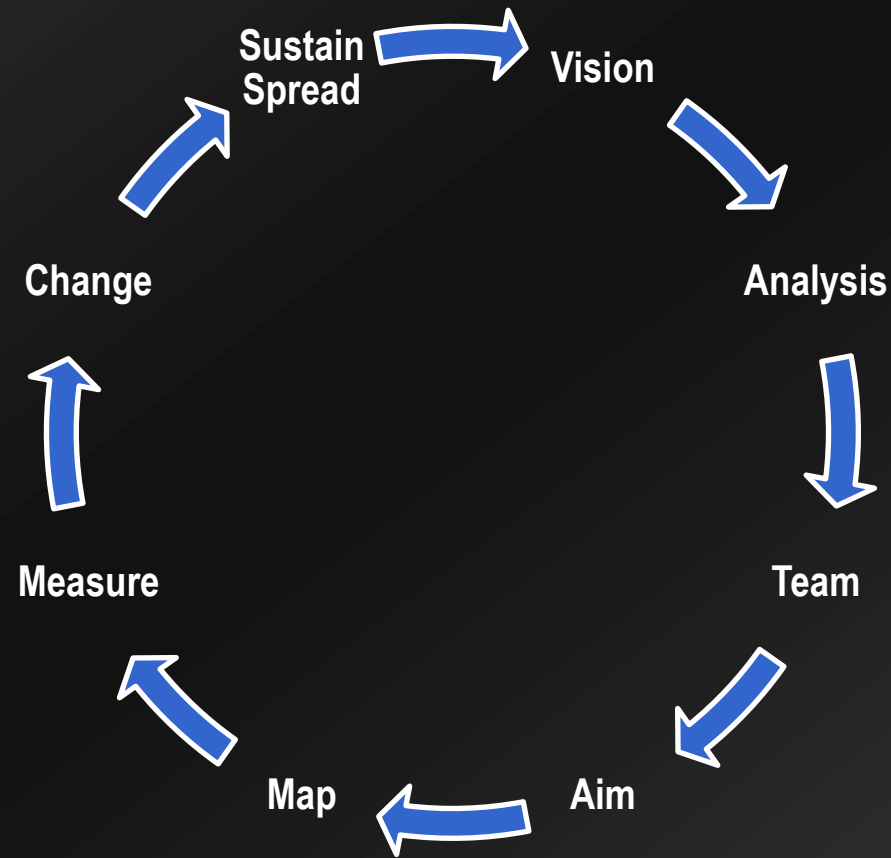 Sustain
Spread
Vision
Analysis
Team
Aim
Map
Measure
Change